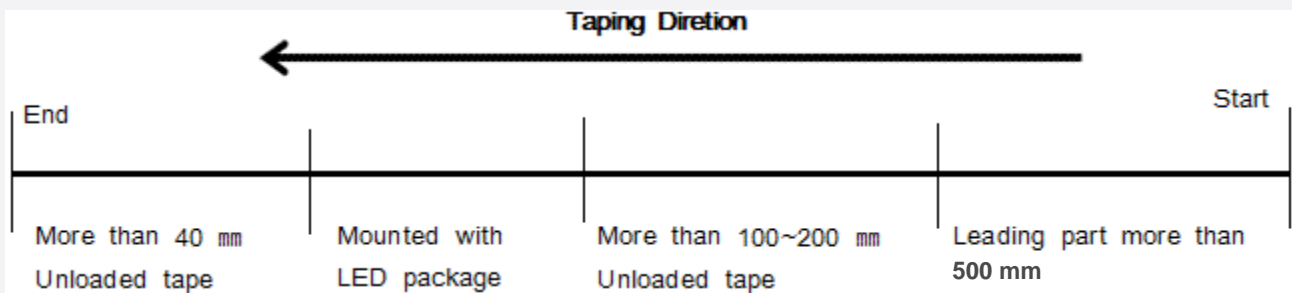 Taping Diretion
End
Start
More than 40 ㎜
Unloaded tape
Mounted with
LED package
More than 100~200 ㎜
Unloaded tape
Leading part more than
500 mm